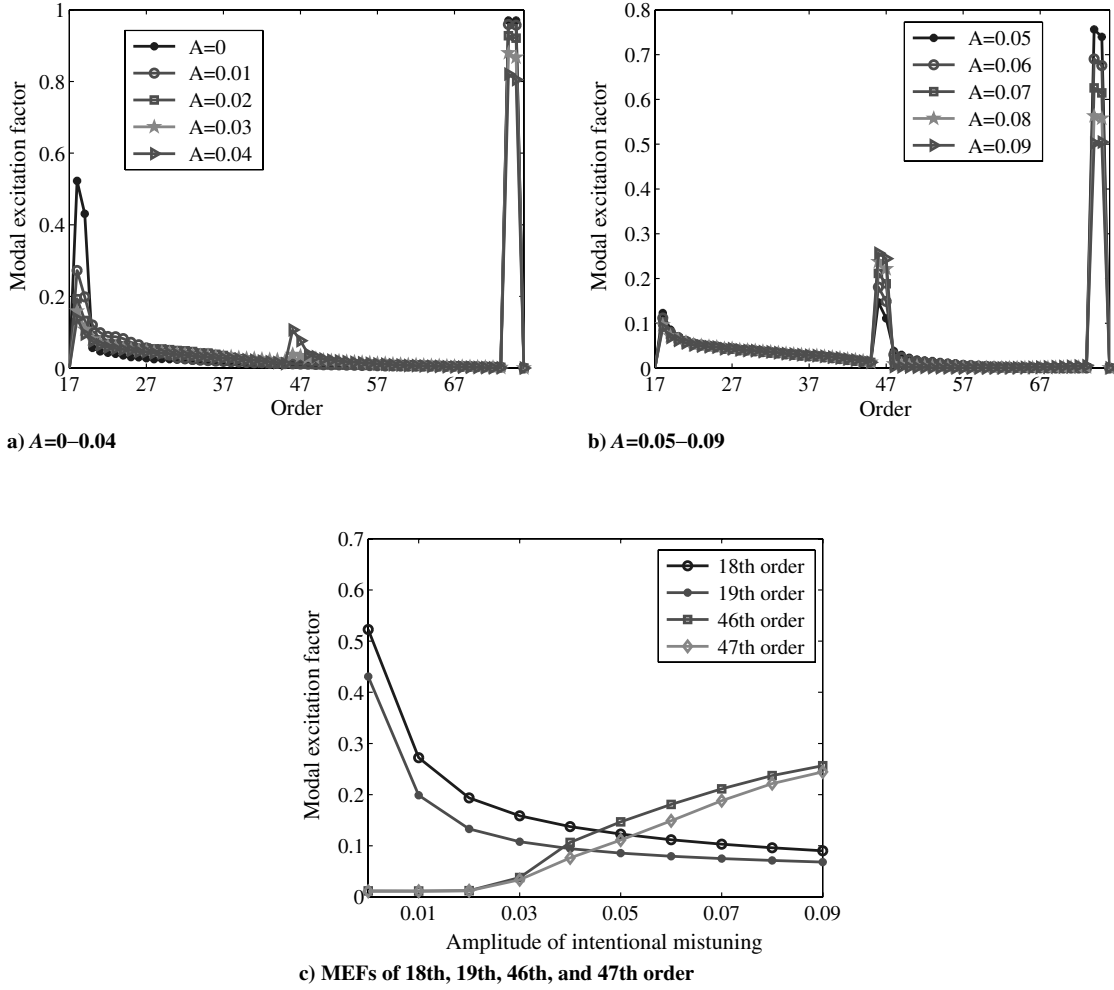 1
0.8
0.6
0.4
0.2
0
Modal excitation factor
A=0
A=0.01
A=0.02
A=0.03
A=0.04
17 27 37 47 57 67
Order
a) A=0–0.04
0.8
0.7
0.6
0.5
0.4
0.3
0.2
0.1
0
Modal excitation factor
A=0.05
A=0.06
A=0.07
A=0.08
A=0.09
17 27 37 47 57 67
Order
b) A=0.05–0.09
0.7
0.6
0.5
0.4
0.3
0.2
0.1
0
Modal excitation factor
18th order
19th order
46th order
47th order
0.01 0.03 0.05 0.07 0.09
Amplitude of intentional mistuning
c) MEFs of 18th, 19th, 46th, and 47th order